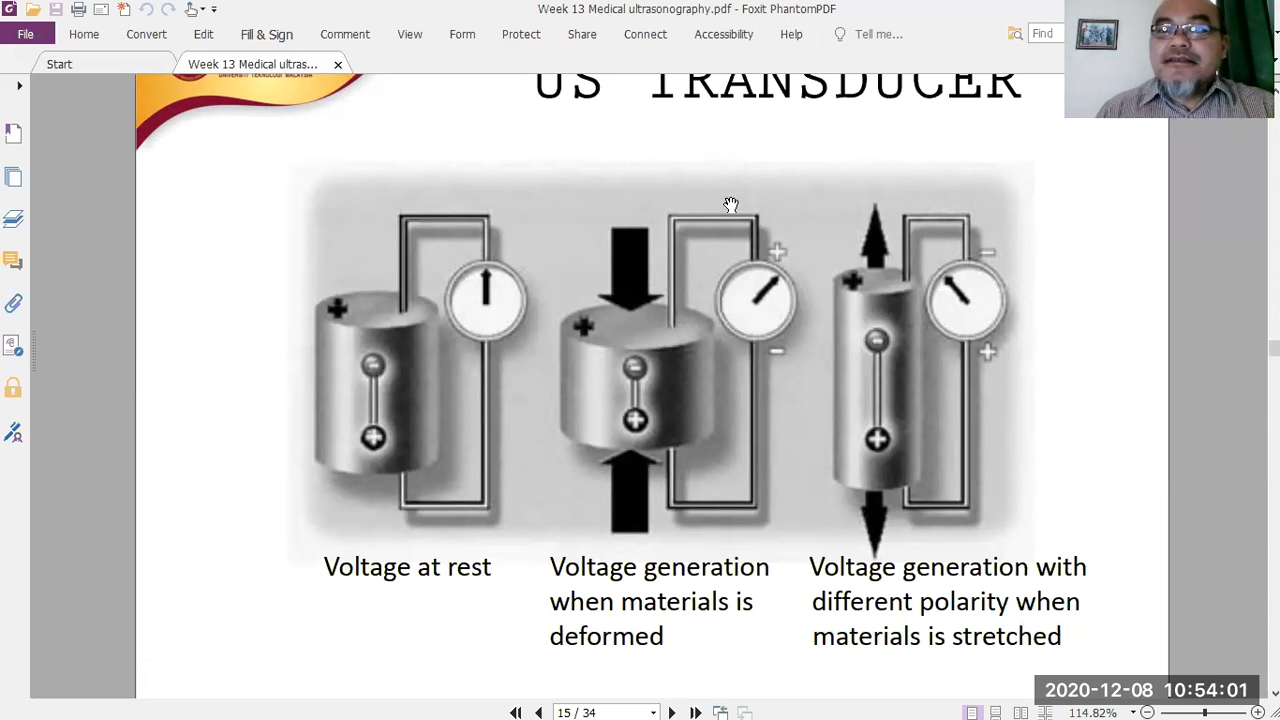 Week 13 Medical ultrasonography.pdf - Foxit PhantomPDF
File Home Convert Edit Fill & Sign Comment View Form Protect Share Connect Accessibility Help Tell me... Find
Start Week 13 Medical ultras... ×
UNIVERSITI TEKNOLOGI MALAYSIA
US TRANSDUCER
+ - +
+ - + + -
+ - + - +
Voltage at rest
Voltage generation
when materials is
deformed
Voltage generation with
different polarity when
materials is stretched
2020-12-08 10:54:01
15 / 34
114.82%